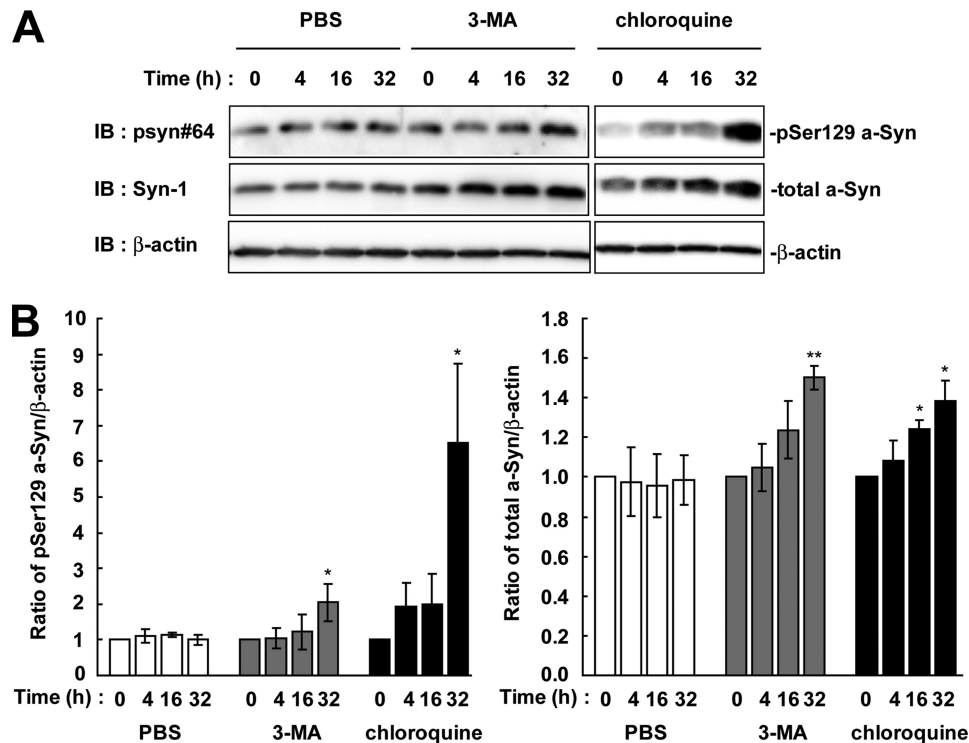 A
PBS 3-MA chloroquine
Time (h) : 0 4 16 32 0 4 16 32 0 4 16 32
IB : psyn#64 -pSer129 a-Syn
IB : Syn-1 -total a-Syn
IB : β-actin -β-actin
B
Ratio of pSer129 a-Syn/β-actin
10
9
8
7
6
5
4
3
2
1
0
*
*
Time (h) : 0 4 16 32 0 4 16 32 0 4 16 32
PBS 3-MA chloroquine
Ratio of total a-Syn/β-actin
1.8
1.6
1.4
1.2
1.0
0.8
0.6
0.4
0.2
0.0
**
*
*
Time (h) : 0 4 16 32 0 4 16 32 0 4 16 32
PBS 3-MA chloroquine